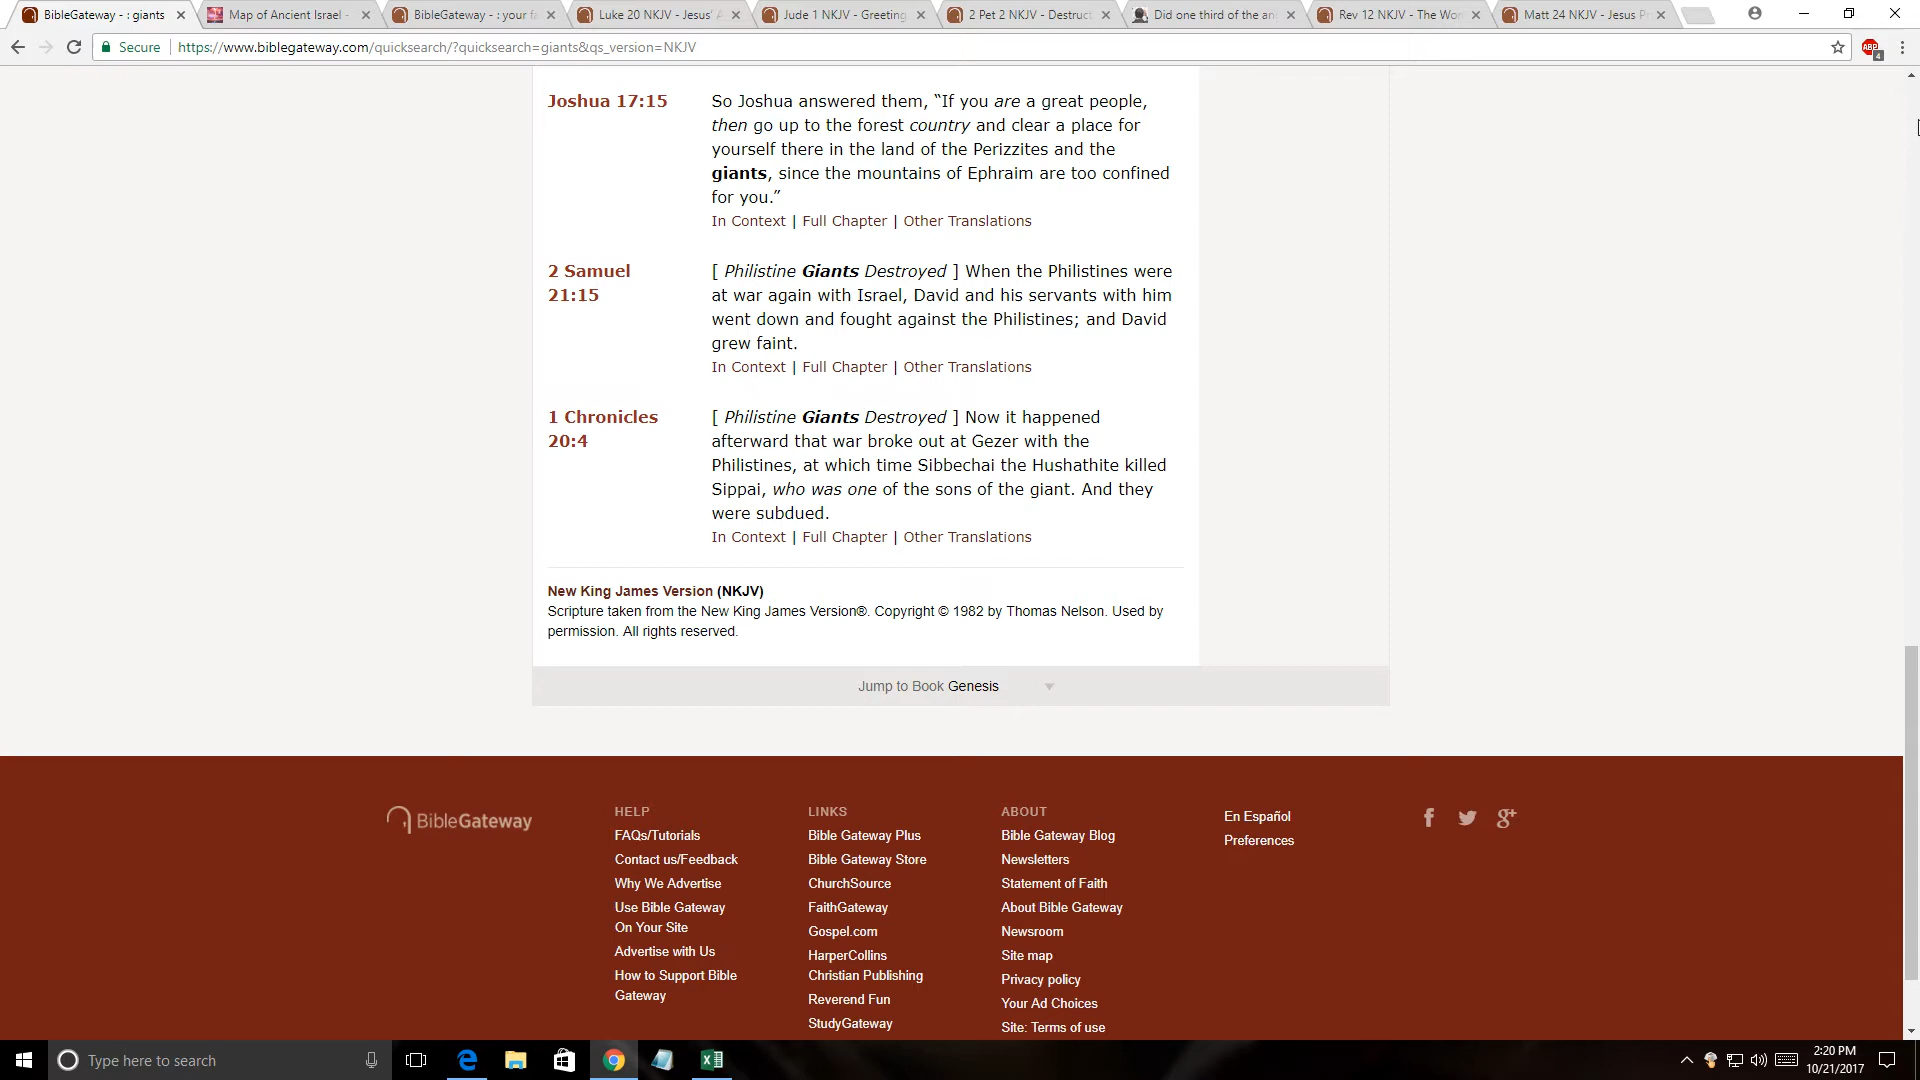 BibleGateway - : giants
Map of Ancient Israel -
BibleGateway - : your fa
Luke 20 NKJV - Jesus' A
Jude 1 NKJV - Greeting
2 Pet 2 NKJV - Destruct
Did one third of the an
Rev 12 NKJV - The Wom
Matt 24 NKJV - Jesus Pr
Secure
https://www.biblegateway.com/quicksearch/?quicksearch=giants&qs_version=NKJV
ABP
4
Joshua 17:15
So Joshua answered them, “If you are a great people,
then go up to the forest country and clear a place for
yourself there in the land of the Perizzites and the
giants, since the mountains of Ephraim are too confined
for you.”
In Context | Full Chapter | Other Translations
2 Samuel
21:15
[ Philistine Giants Destroyed ] When the Philistines were
at war again with Israel, David and his servants with him
went down and fought against the Philistines; and David
grew faint.
In Context | Full Chapter | Other Translations
1 Chronicles
20:4
[ Philistine Giants Destroyed ] Now it happened
afterward that war broke out at Gezer with the
Philistines, at which time Sibbechai the Hushathite killed
Sippai, who was one of the sons of the giant. And they
were subdued.
In Context | Full Chapter | Other Translations
New King James Version (NKJV)
Scripture taken from the New King James Version®. Copyright © 1982 by Thomas Nelson. Used by
permission. All rights reserved.
Jump to Book Genesis
BibleGateway
HELP
FAQs/Tutorials
Contact us/Feedback
Why We Advertise
Use Bible Gateway
On Your Site
Advertise with Us
How to Support Bible
Gateway
LINKS
Bible Gateway Plus
Bible Gateway Store
ChurchSource
FaithGateway
Gospel.com
HarperCollins
Christian Publishing
Reverend Fun
StudyGateway
ABOUT
Bible Gateway Blog
Newsletters
Statement of Faith
About Bible Gateway
Newsroom
Site map
Privacy policy
Your Ad Choices
Site: Terms of use
En Español
Preferences
Type here to search
2:20 PM
10/21/2017